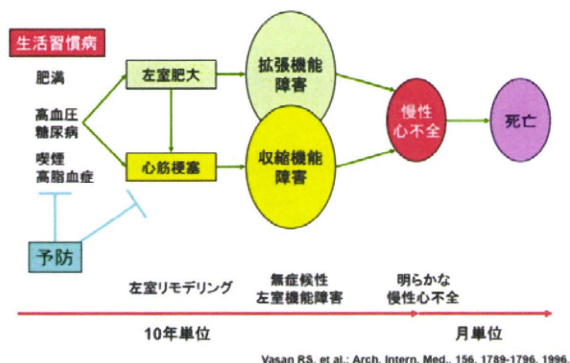 生活習慣病
肥満
高血圧
糖尿病
喫煙
高脂血症
予防
左室肥大
心筋梗塞
拡張機能
障害
収縮機能
障害
慢性
心不全
死亡
左室リモデリング
無症候性
左室機能障害
明らかな
慢性心不全
10年単位
月単位
Vasan RS, et al.: Arch. Intern. Med., 156, 1789-1796, 1996.